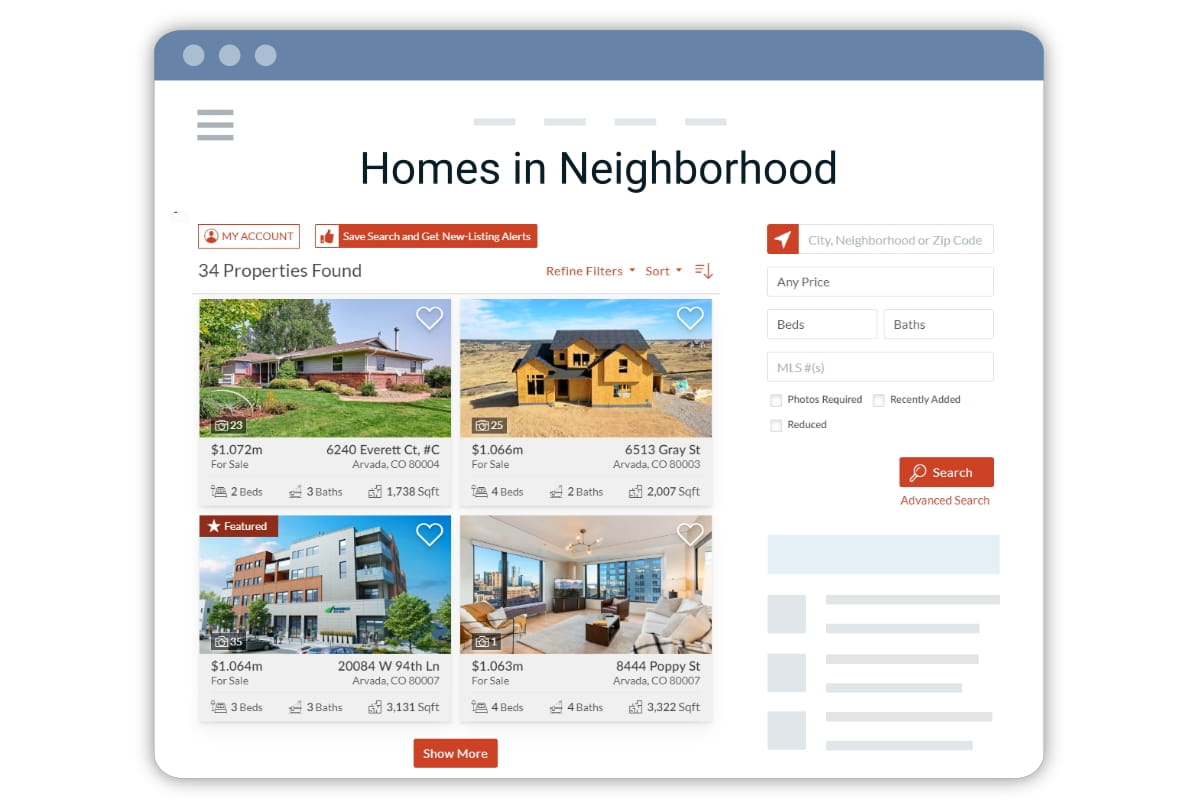 Homes in Neighborhood
MY ACCOUNT
Save Search and Get New-Listing Alerts
34 Properties Found
Refine Filters
Sort
23
25
$1.072m
6240 Everett Ct, #C
For Sale
Arvada, CO 80004
2 Beds
3 Baths
1,738 Sqft
$1.066m
6513 Gray St
For Sale
Arvada, CO 80003
4 Beds
2 Baths
2,007 Sqft
Featured
35
1
$1.064m
20084 W 94th Ln
For Sale
Arvada, CO 80007
3 Beds
3 Baths
3,131 Sqft
$1.063m
8444 Poppy St
For Sale
Arvada, CO 80007
4 Beds
4 Baths
3,322 Sqft
Show More
City, Neighborhood or Zip Code
Any Price
Beds
Baths
MLS #(s)
Photos Required
Recently Added
Reduced
Search
Advanced Search